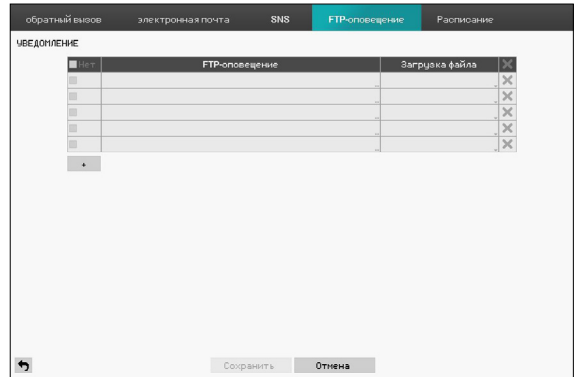 обратный вызов электронная почта SNS FTP-оповещение Расписание
УВЕДОМЛЕНИЕ
Нет FTP-оповещение Загрузка файла
+
Сохранить Отмена